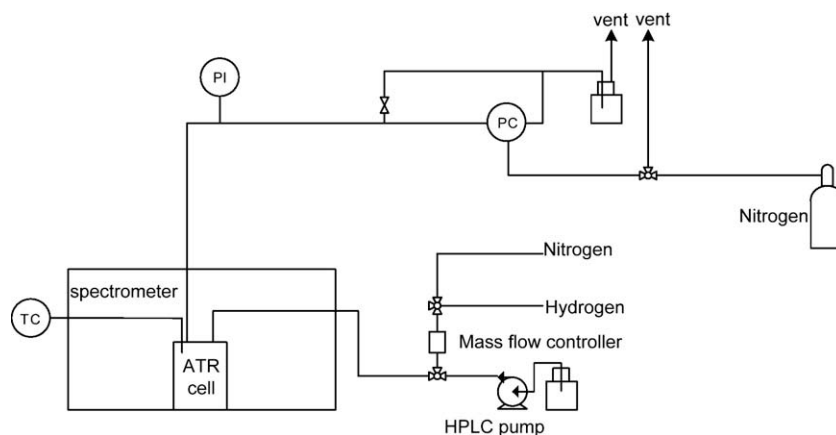 vent vent
PI
PC
Nitrogen
Nitrogen
spectrometer
Hydrogen
TC
Mass flow controller
ATR
cell
HPLC pump